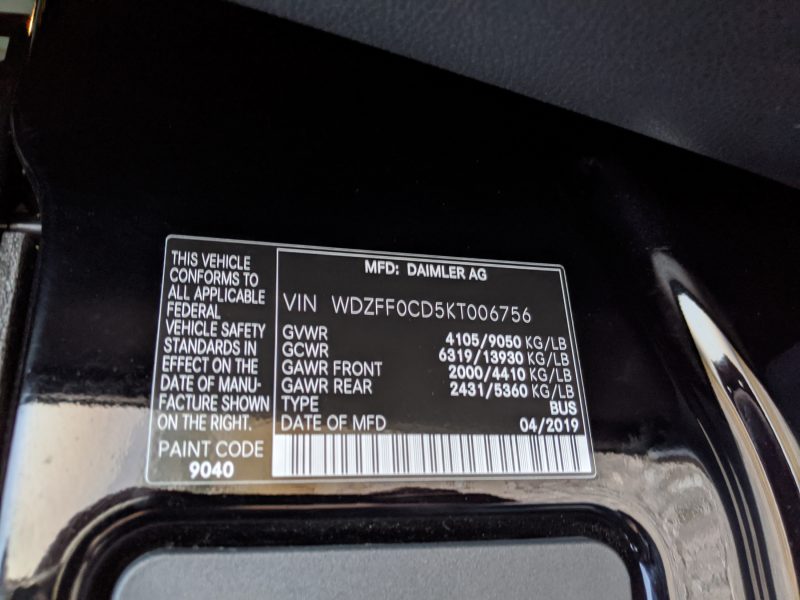 THIS VEHICLE
CONFORMS TO
ALL APPLICABLE
FEDERAL
VEHICLE SAFETY
STANDARDS IN
EFFECT ON THE
DATE OF MANU-
FACTURE SHOWN
ON THE RIGHT.
PAINT CODE
9040
MFD: DAIMLER AG
VIN WDZFF0CD5KT006756
GVWR 4105/9050 KG/LB
GCWR 6319/13930 KG/LB
GAWR FRONT 2000/4410 KG/LB
GAWR REAR 2431/5360 KG/LB
TYPE BUS
DATE OF MFD 04/2019